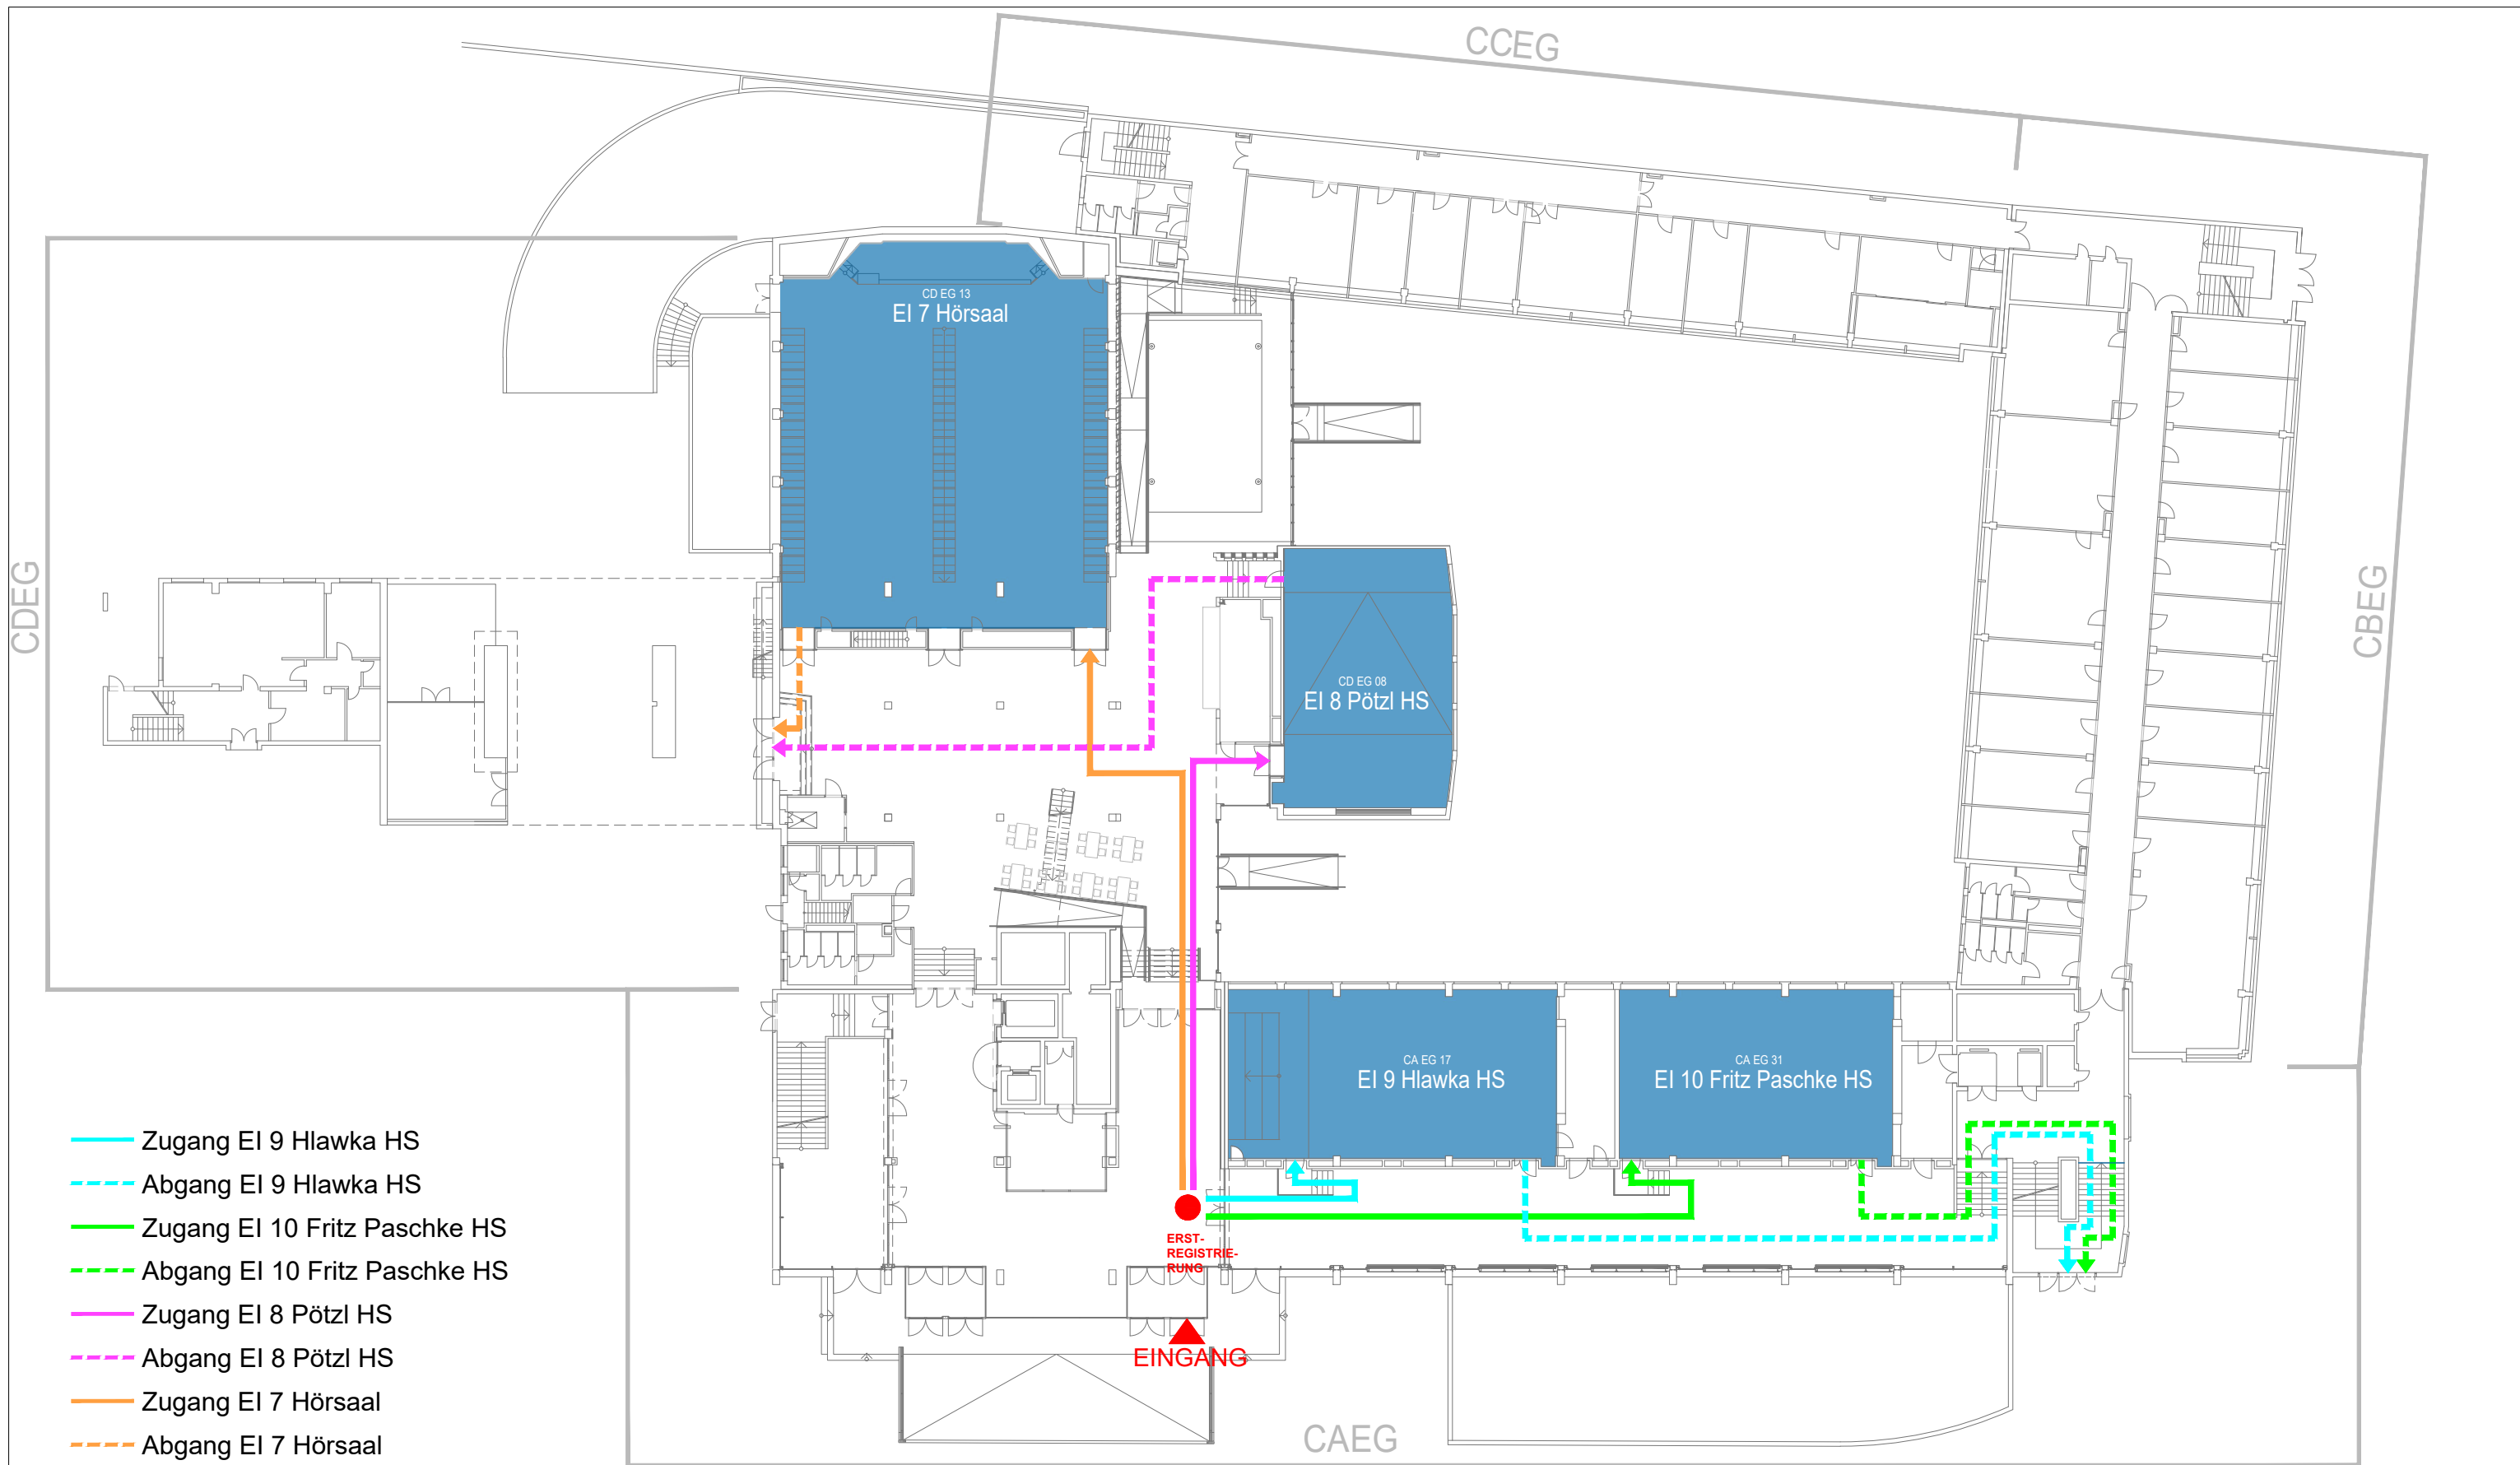 CCEG
CD EG 13
EI 7 Hörsaal
CDEG
CBEG
CD EG 08
EI 8 Pötzl HS
CA EG 17
EI 9 Hlawka HS
CA EG 31
EI 10 Fritz Paschke HS
ERST-
REGISTRIE-
RUNG
EINGANG
CAEG
Zugang EI 9 Hlawka HS
Abgang EI 9 Hlawka HS
Zugang EI 10 Fritz Paschke HS
Abgang EI 10 Fritz Paschke HS
Zugang EI 8 Pötzl HS
Abgang EI 8 Pötzl HS
Zugang EI 7 Hörsaal
Abgang EI 7 Hörsaal